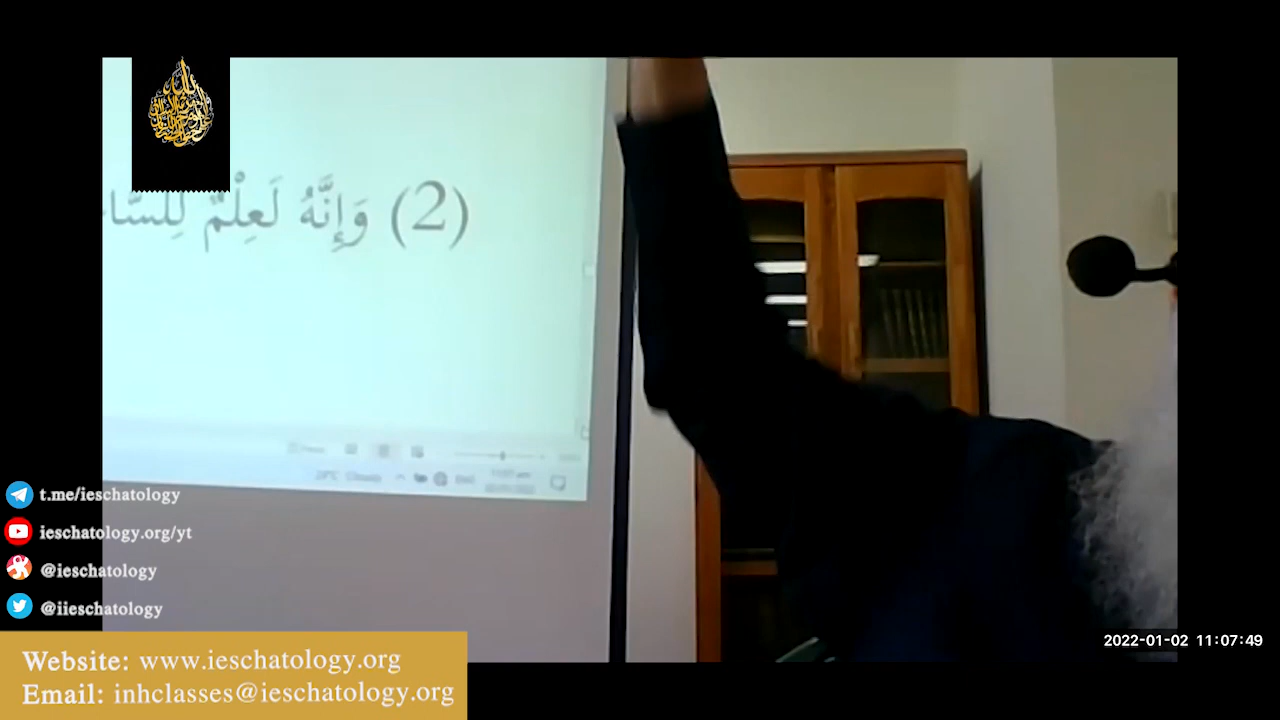 (2) وَإِنَّهُ لَعِلْمٌ لِلسَّا
t.me/ieschatology
ieschatology.org/yt
@ieschatology
@iieschatology
Website: www.ieschatology.org
Email: inhclasses@ieschatology.org
2022-01-02 11:07:49